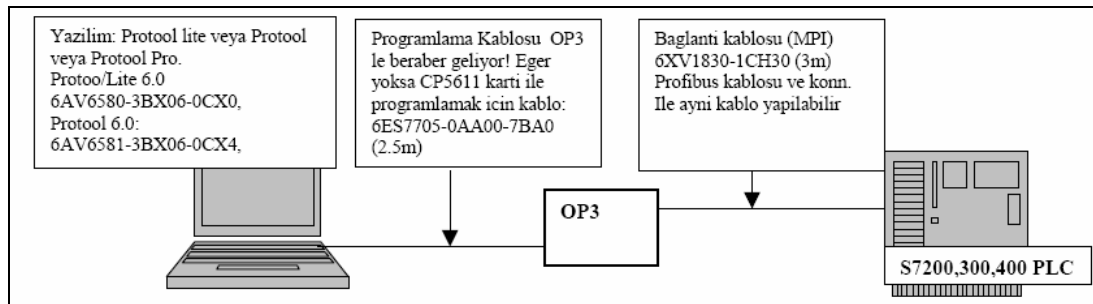 Yazilim: Protool lite veya Protool
veya Protool Pro.
Protoo/Lite 6.0
6AV6580-3BX06-0CX0,
Protool 6.0:
6AV6581-3BX06-0CX4,
Programlama Kablosu OP3
le beraber geliyor! Eger
yoksa CP5611 karti ile
programlamak icin kablo:
6ES7705-0AA00-7BA0
(2.5m)
Baglanti kablosu (MPI)
6XV1830-1CH30 (3m)
Profibus kablosu ve konn.
Ile ayni kablo yapilabilir
OP3
S7200,300,400 PLC